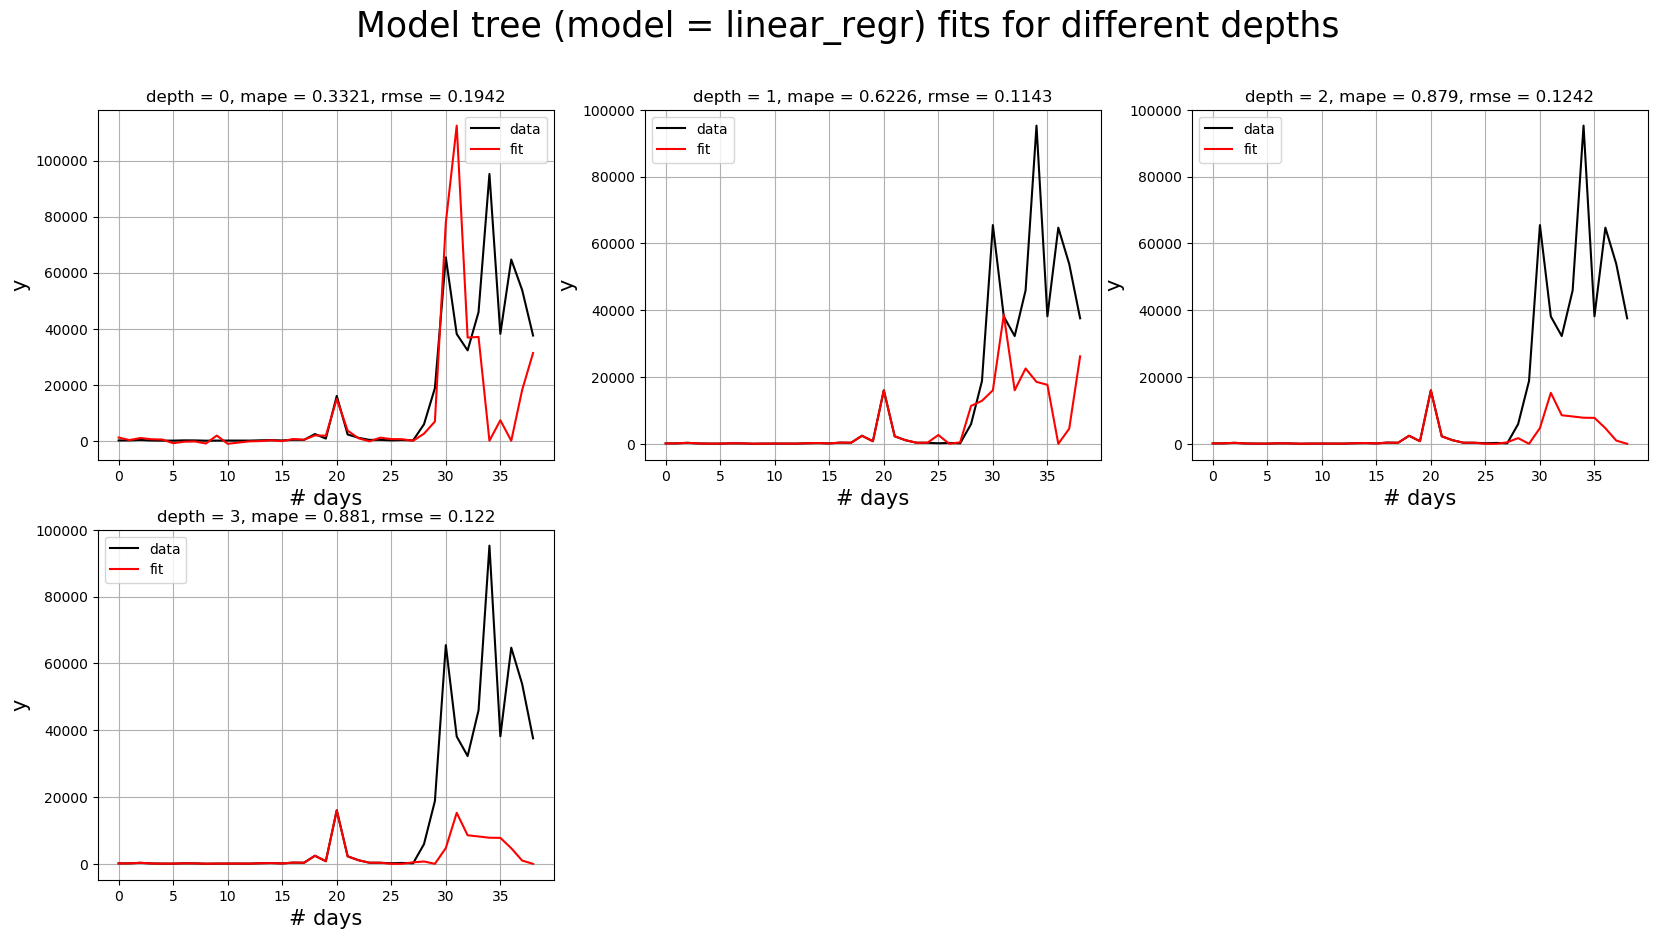 Model tree (model = linear_regr) fits for different depths
depth = 0, mape = 0.3321, rmse = 0.1942
data
fit
100000
80000
60000
40000
20000
0
y
0 5 10 15 20 25 30 35
# days
depth = 1, mape = 0.6226, rmse = 0.1143
data
fit
100000
80000
60000
40000
20000
0
y
0 5 10 15 20 25 30 35
# days
depth = 2, mape = 0.879, rmse = 0.1242
data
fit
100000
80000
60000
40000
20000
0
y
0 5 10 15 20 25 30 35
# days
depth = 3, mape = 0.881, rmse = 0.122
data
fit
100000
80000
60000
40000
20000
0
y
0 5 10 15 20 25 30 35
# days